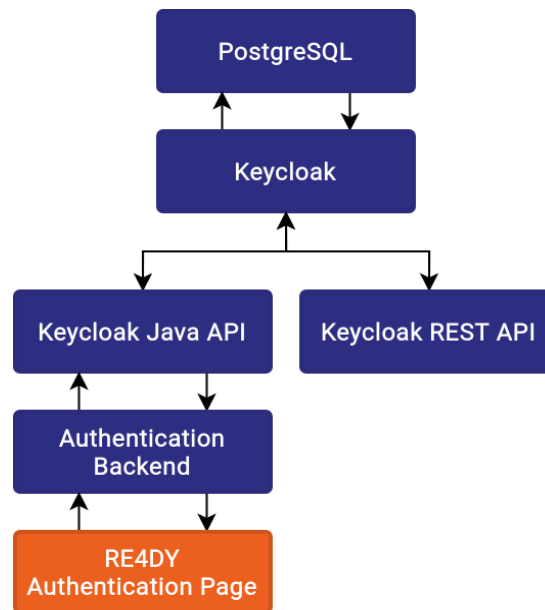 PostgreSQL
Keycloak
Keycloak Java API
Keycloak REST API
Authentication
Backend
RE4DY
Authentication Page